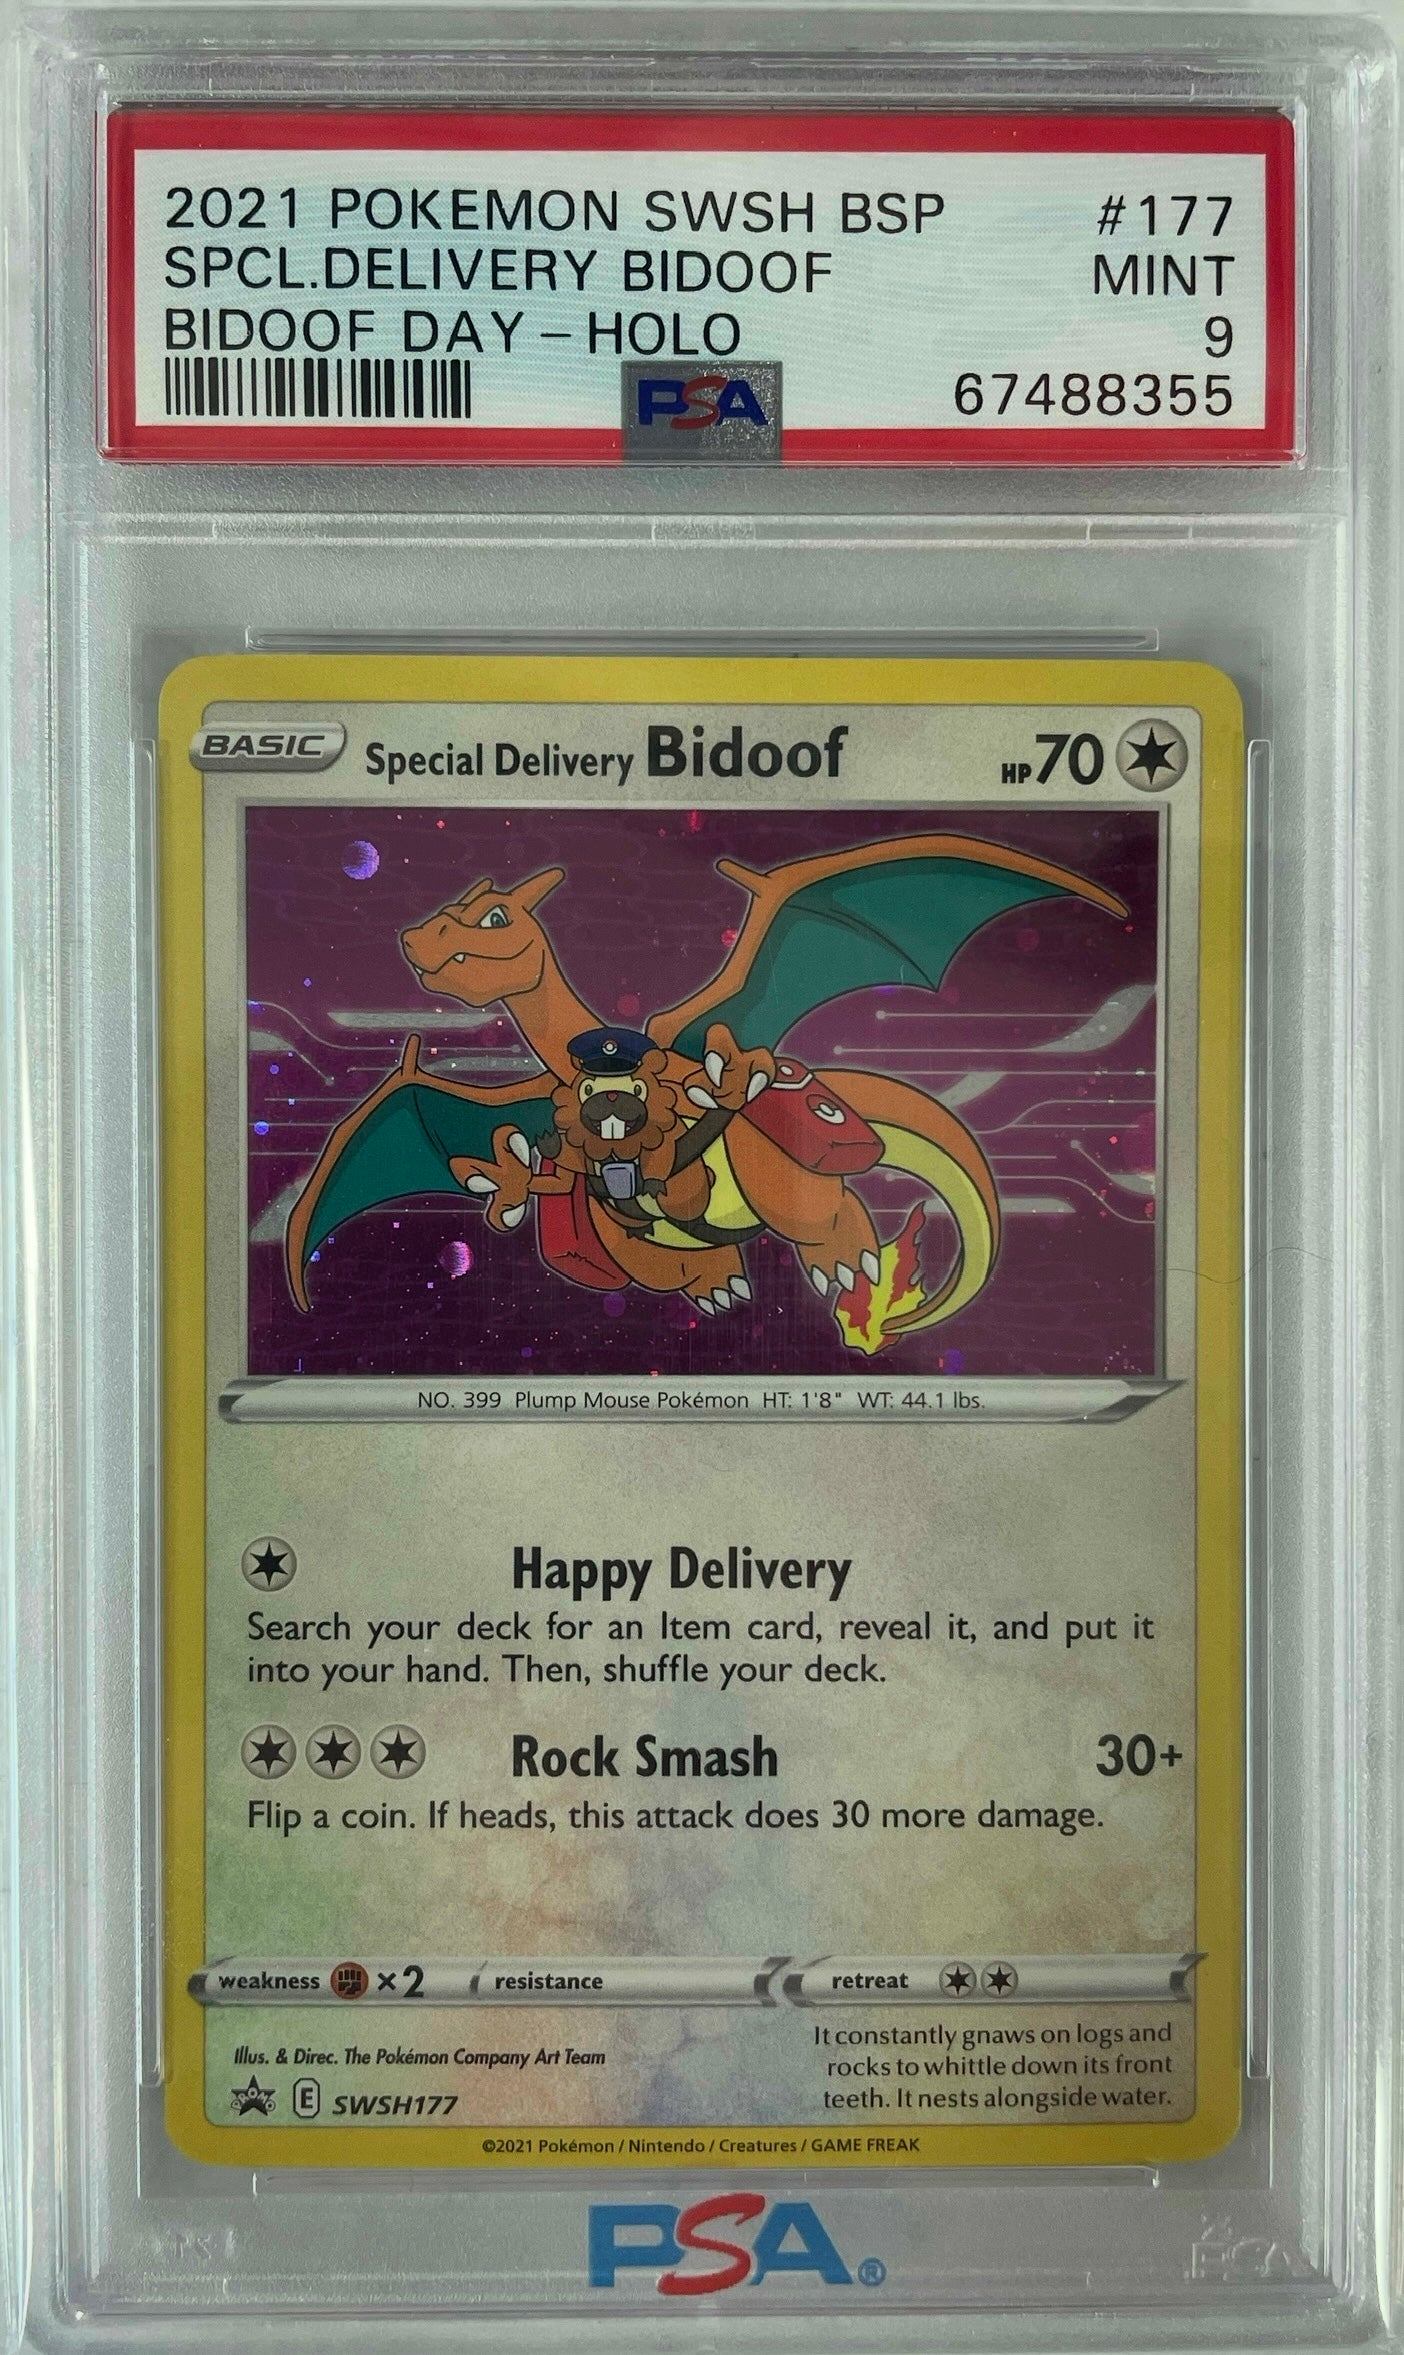 2021 POKEMON SWSH BSP #177
SPCL.DELIVERY BIDOOF MINT
BIDOOF DAY – HOLO 9
PSA 67488355
BASIC Special Delivery Bidoof HP 70
NO. 399 Plump Mouse Pokémon HT: 1'8" WT: 44.1 lbs.
Happy Delivery
Search your deck for an Item card, reveal it, and put it
into your hand. Then, shuffle your deck.
Rock Smash 30+
Flip a coin. If heads, this attack does 30 more damage.
weakness ×2 resistance retreat
Illus. & Direc. The Pokémon Company Art Team
PROMO E SWSH177
It constantly gnaws on logs and
rocks to whittle down its front
teeth. It nests alongside water.
©2021 Pokémon / Nintendo / Creatures / GAME FREAK
PSA®
PSA